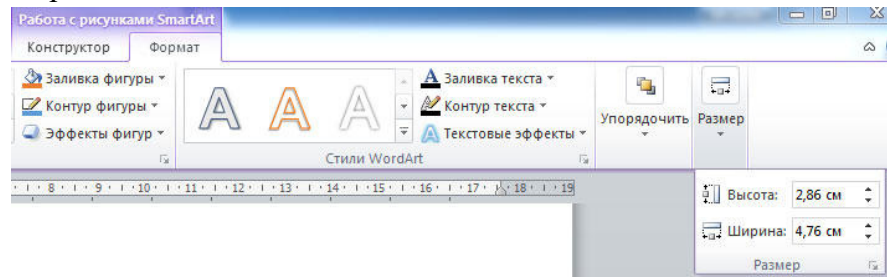 Работа с рисунками SmartArt
Конструктор Формат
Заливка фигуры
Контур фигуры
Эффекты фигур
A A A
Заливка текста
Контур текста
Текстовые эффекты
Стили WordArt
Упорядочить
Размер
8 9 10 11 12 13 14 15 16 17 18 19
Высота: 2,86 см
Ширина: 4,76 см
Размер